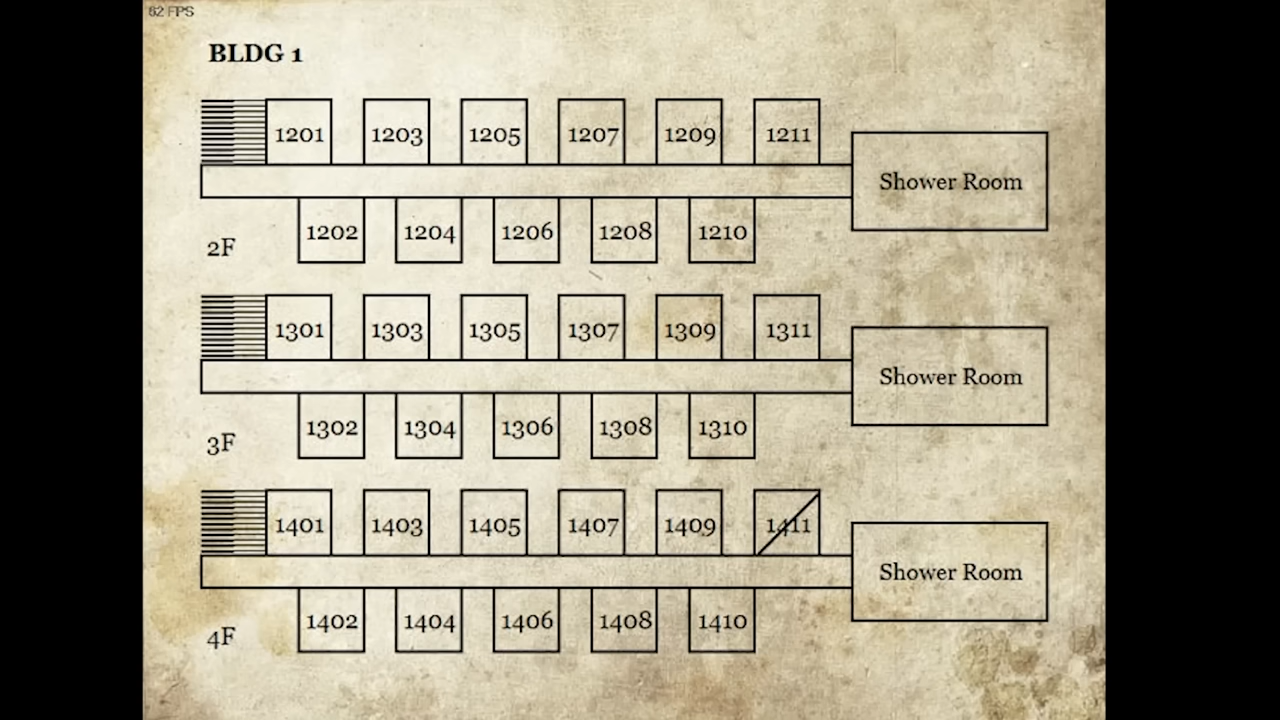 62 FPS
BLDG 1
1201 1203 1205 1207 1209 1211
Shower Room
1202 1204 1206 1208 1210
2F
1301 1303 1305 1307 1309 1311
Shower Room
1302 1304 1306 1308 1310
3F
1401 1403 1405 1407 1409 1411
Shower Room
1402 1404 1406 1408 1410
4F